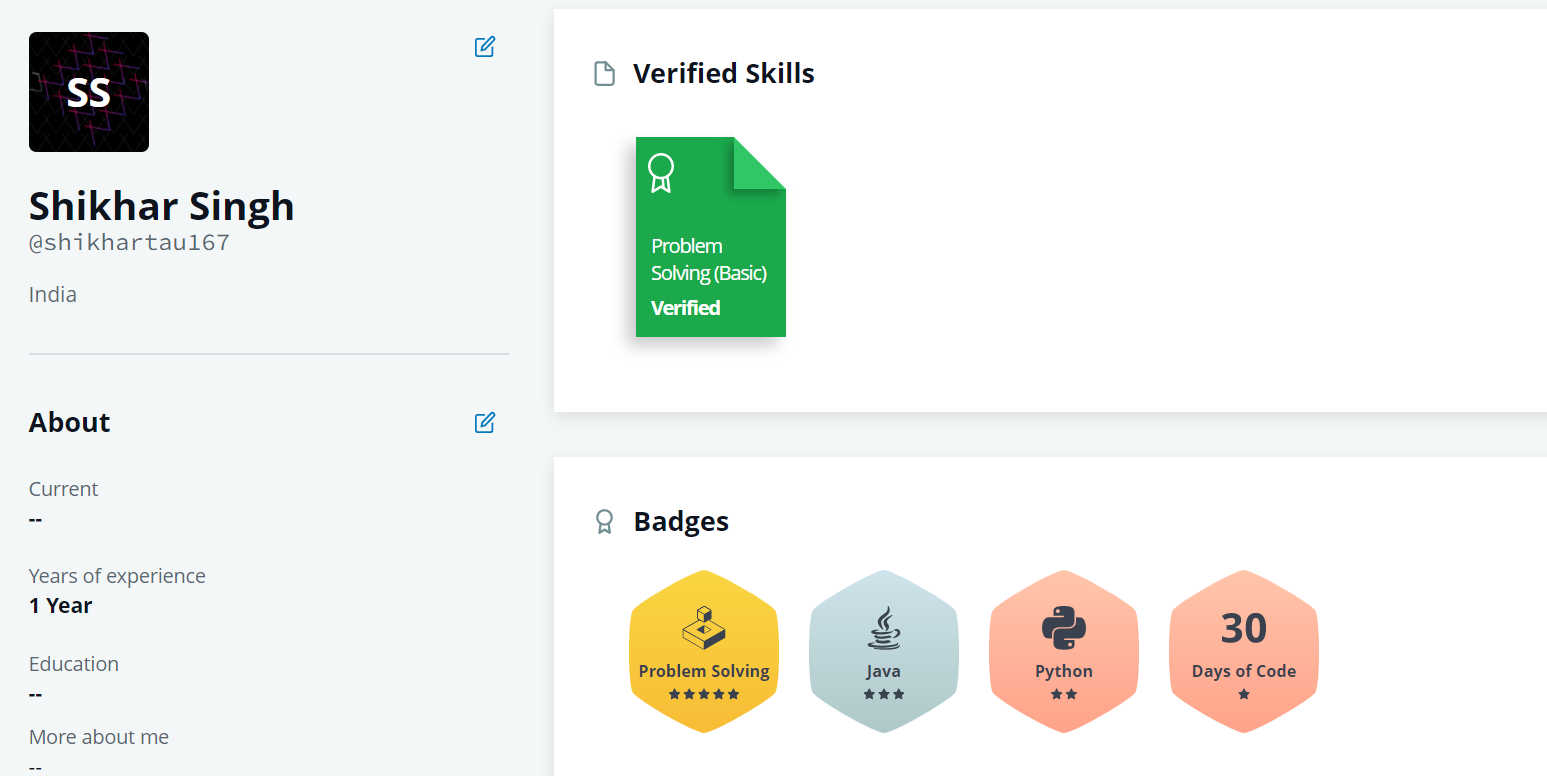 SS
Shikhar Singh
@shikhartau167
India
About
Current
--
Years of experience
1 Year
Education
--
More about me
--
Verified Skills
Problem
Solving (Basic)
Verified
Badges
Problem Solving
Java
Python
30
Days of Code